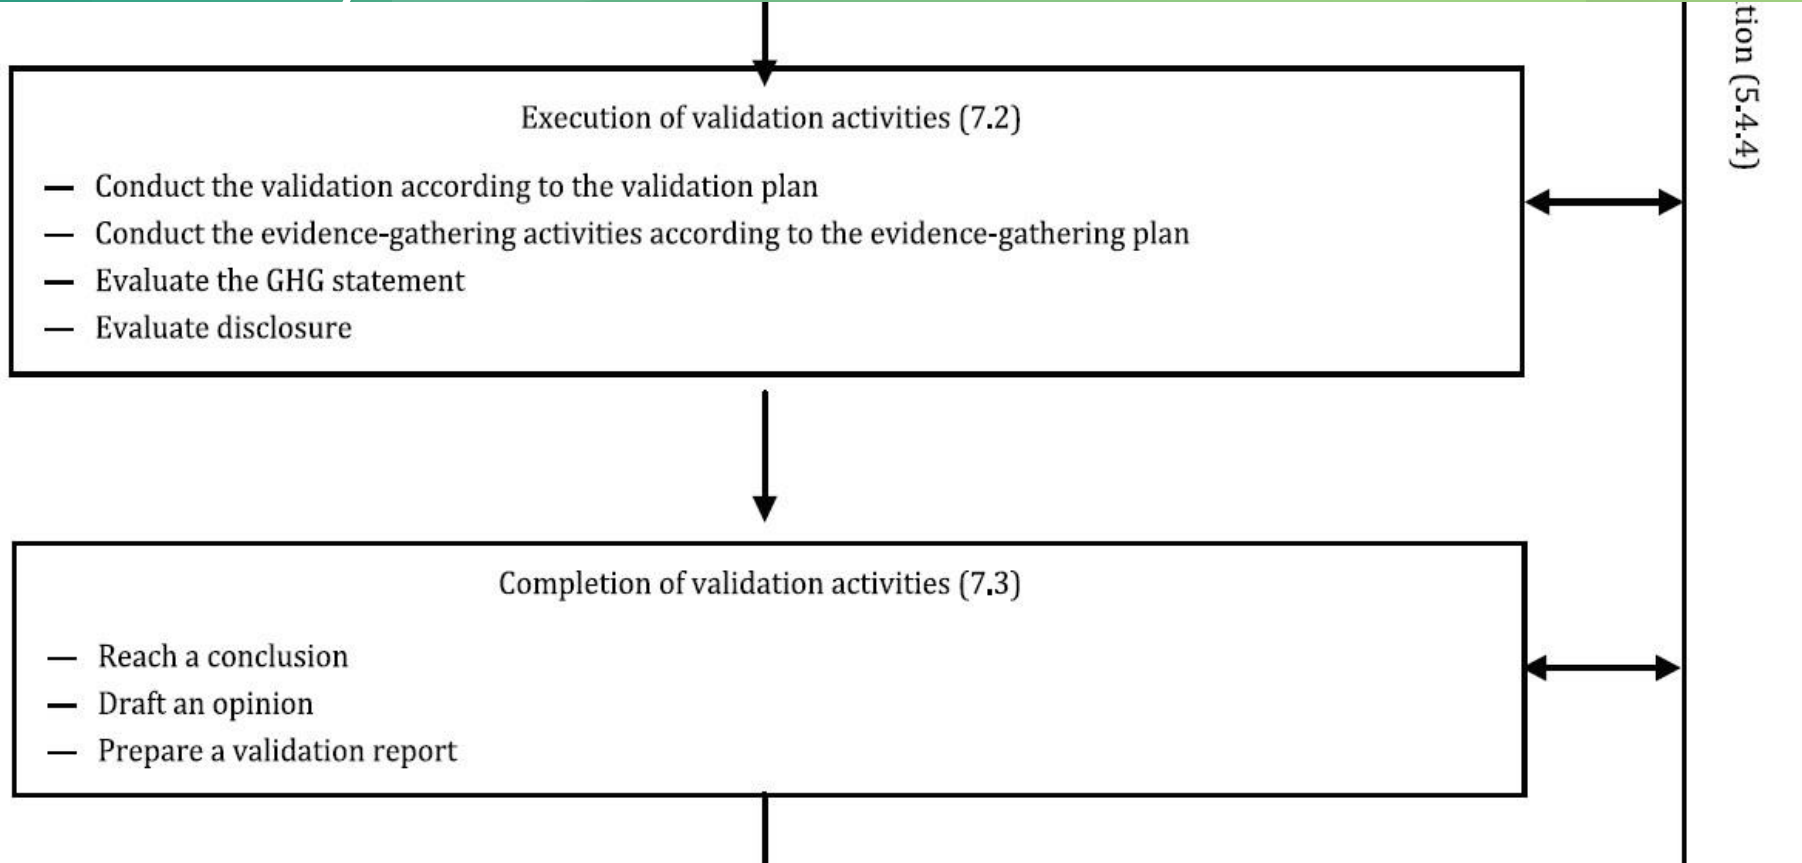 Execution of validation activities (7.2)
— Conduct the validation according to the validation plan
— Conduct the evidence-gathering activities according to the evidence-gathering plan
— Evaluate the GHG statement
— Evaluate disclosure
Completion of validation activities (7.3)
— Reach a conclusion
— Draft an opinion
— Prepare a validation report
tion (5.4.4)